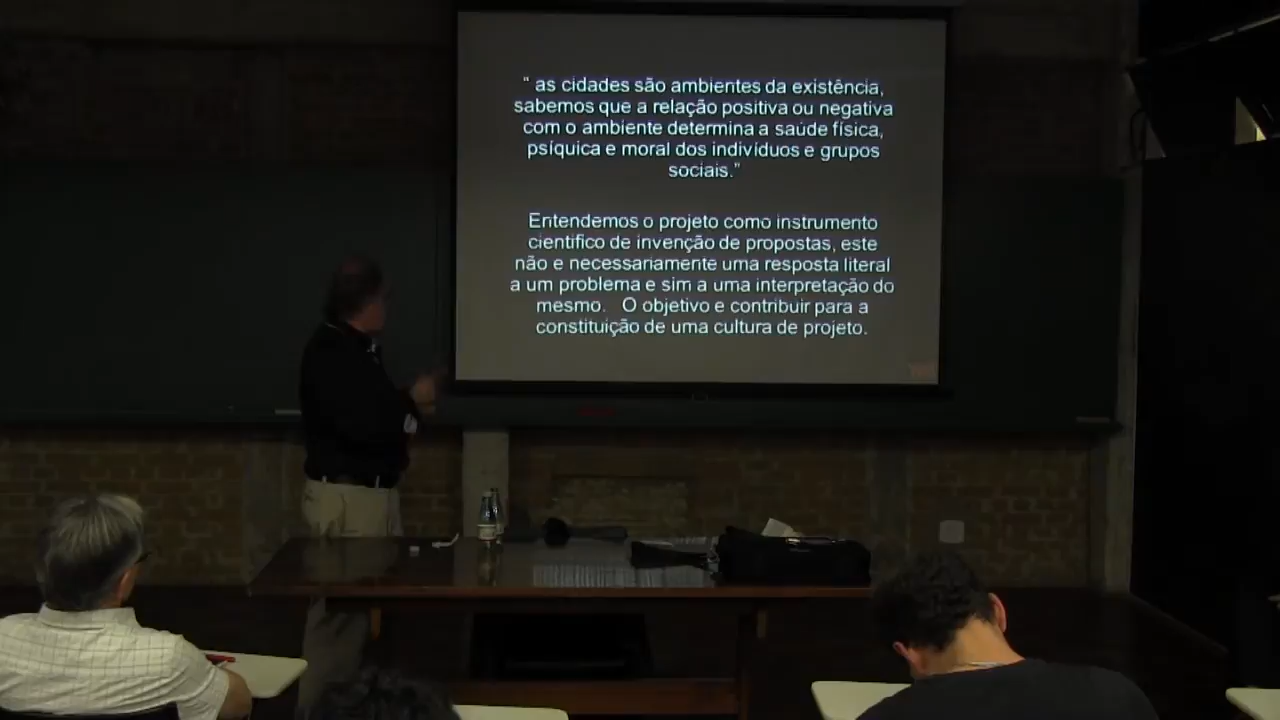 “ as cidades são ambientes da existência,
sabemos que a relação positiva ou negativa
com o ambiente determina a saúde física,
psíquica e moral dos indivíduos e grupos
sociais.”
Entendemos o projeto como instrumento
cientifico de invenção de propostas, este
não e necessariamente uma resposta literal
a um problema e sim a uma interpretação do
mesmo. O objetivo e contribuir para a
constituição de uma cultura de projeto.